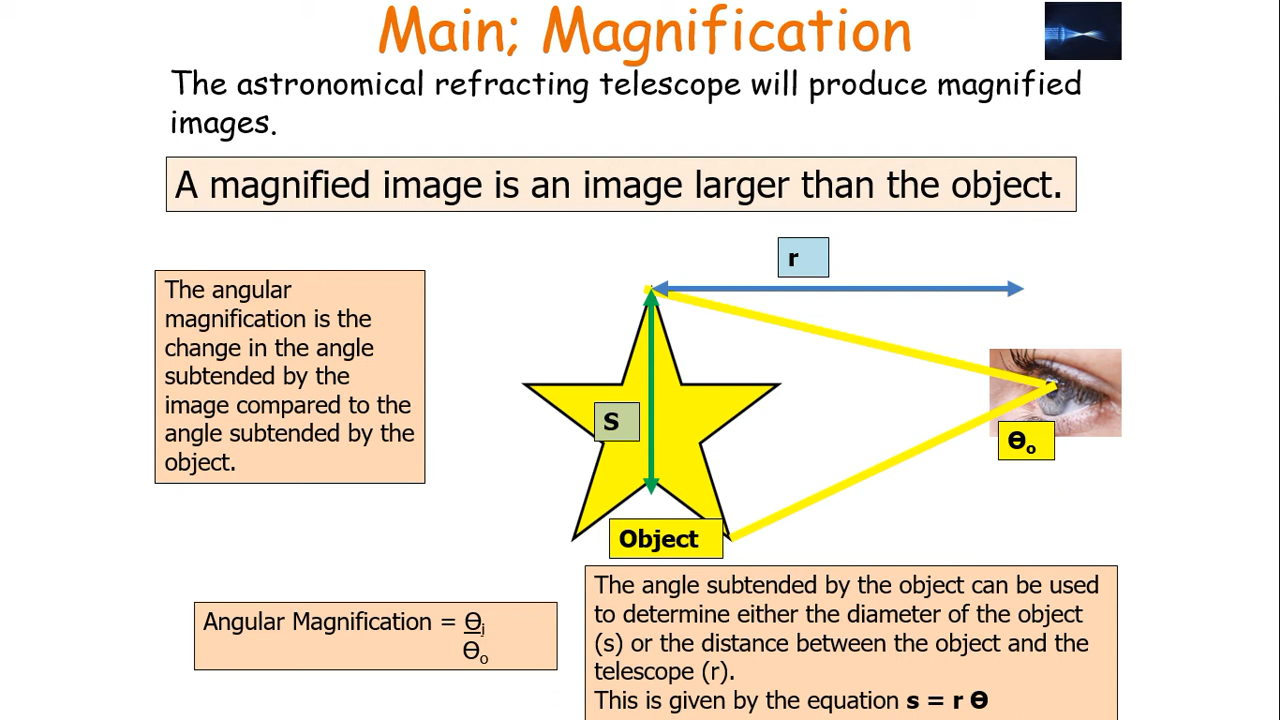 Main; Magnification
The astronomical refracting telescope will produce magnified
images.
A magnified image is an image larger than the object.
r
The angular
magnification is the
change in the angle
subtended by the
image compared to the
angle subtended by the
object.
S
Ɵo
Object
Angular Magnification = Ɵi
Ɵo
The angle subtended by the object can be used
to determine either the diameter of the object
(s) or the distance between the object and the
telescope (r).
This is given by the equation s = r Ɵ